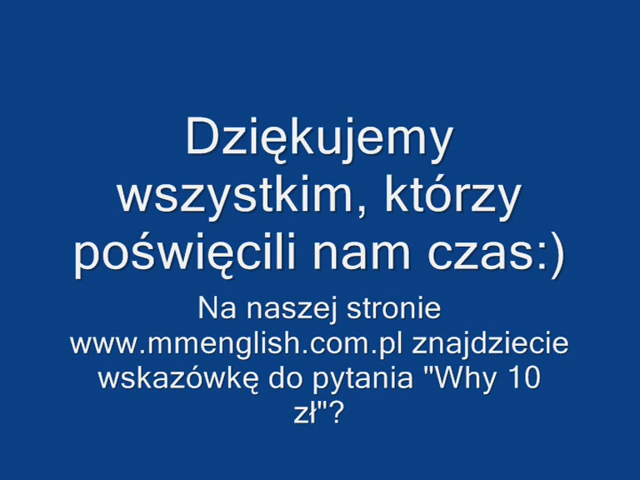 Dziękujemy
wszystkim, którzy
poświęcili nam czas:)
Na naszej stronie
www.mmenglish.com.pl znajdziecie
wskazówkę do pytania "Why 10
zł"?